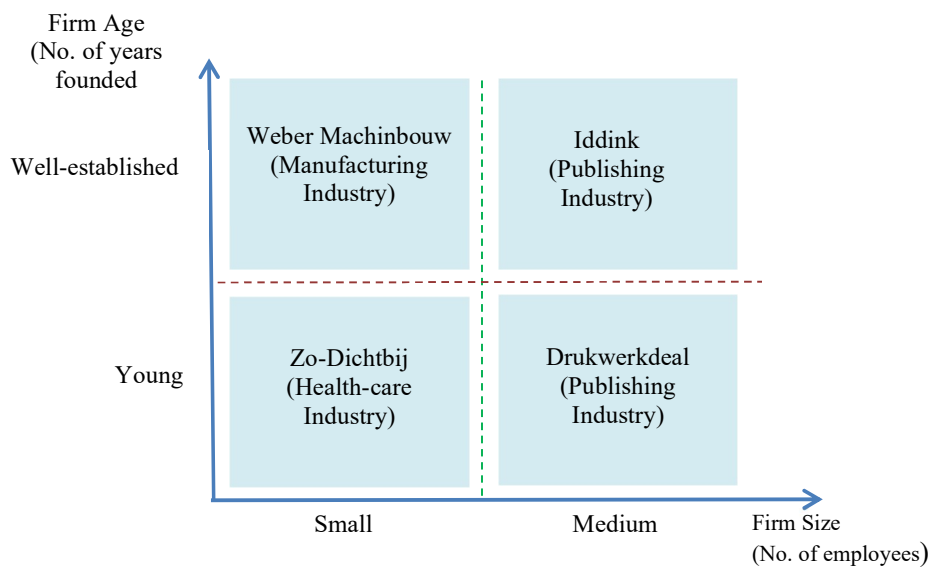 Firm Age
(No. of years
founded
Well-established
Weber Machinbouw
(Manufacturing
Industry)
Iddink
(Publishing
Industry)
Young
Zo-Dichtbij
(Health-care
Industry)
Drukwerkdeal
(Publishing
Industry)
Small
Medium
Firm Size
(No. of employees)